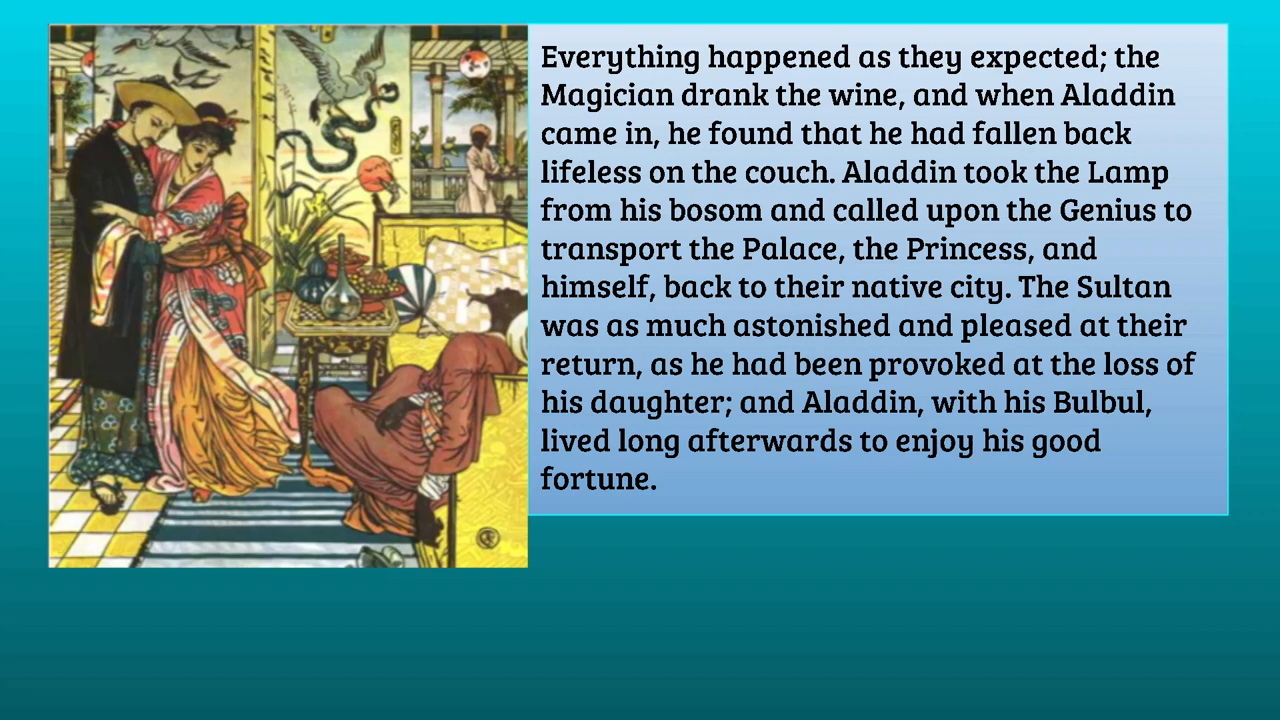 Everything happened as they expected; the
Magician drank the wine, and when Aladdin
came in, he found that he had fallen back
lifeless on the couch. Aladdin took the Lamp
from his bosom and called upon the Genius to
transport the Palace, the Princess, and
himself, back to their native city. The Sultan
was as much astonished and pleased at their
return, as he had been provoked at the loss of
his daughter; and Aladdin, with his Bulbul,
lived long afterwards to enjoy his good
fortune.